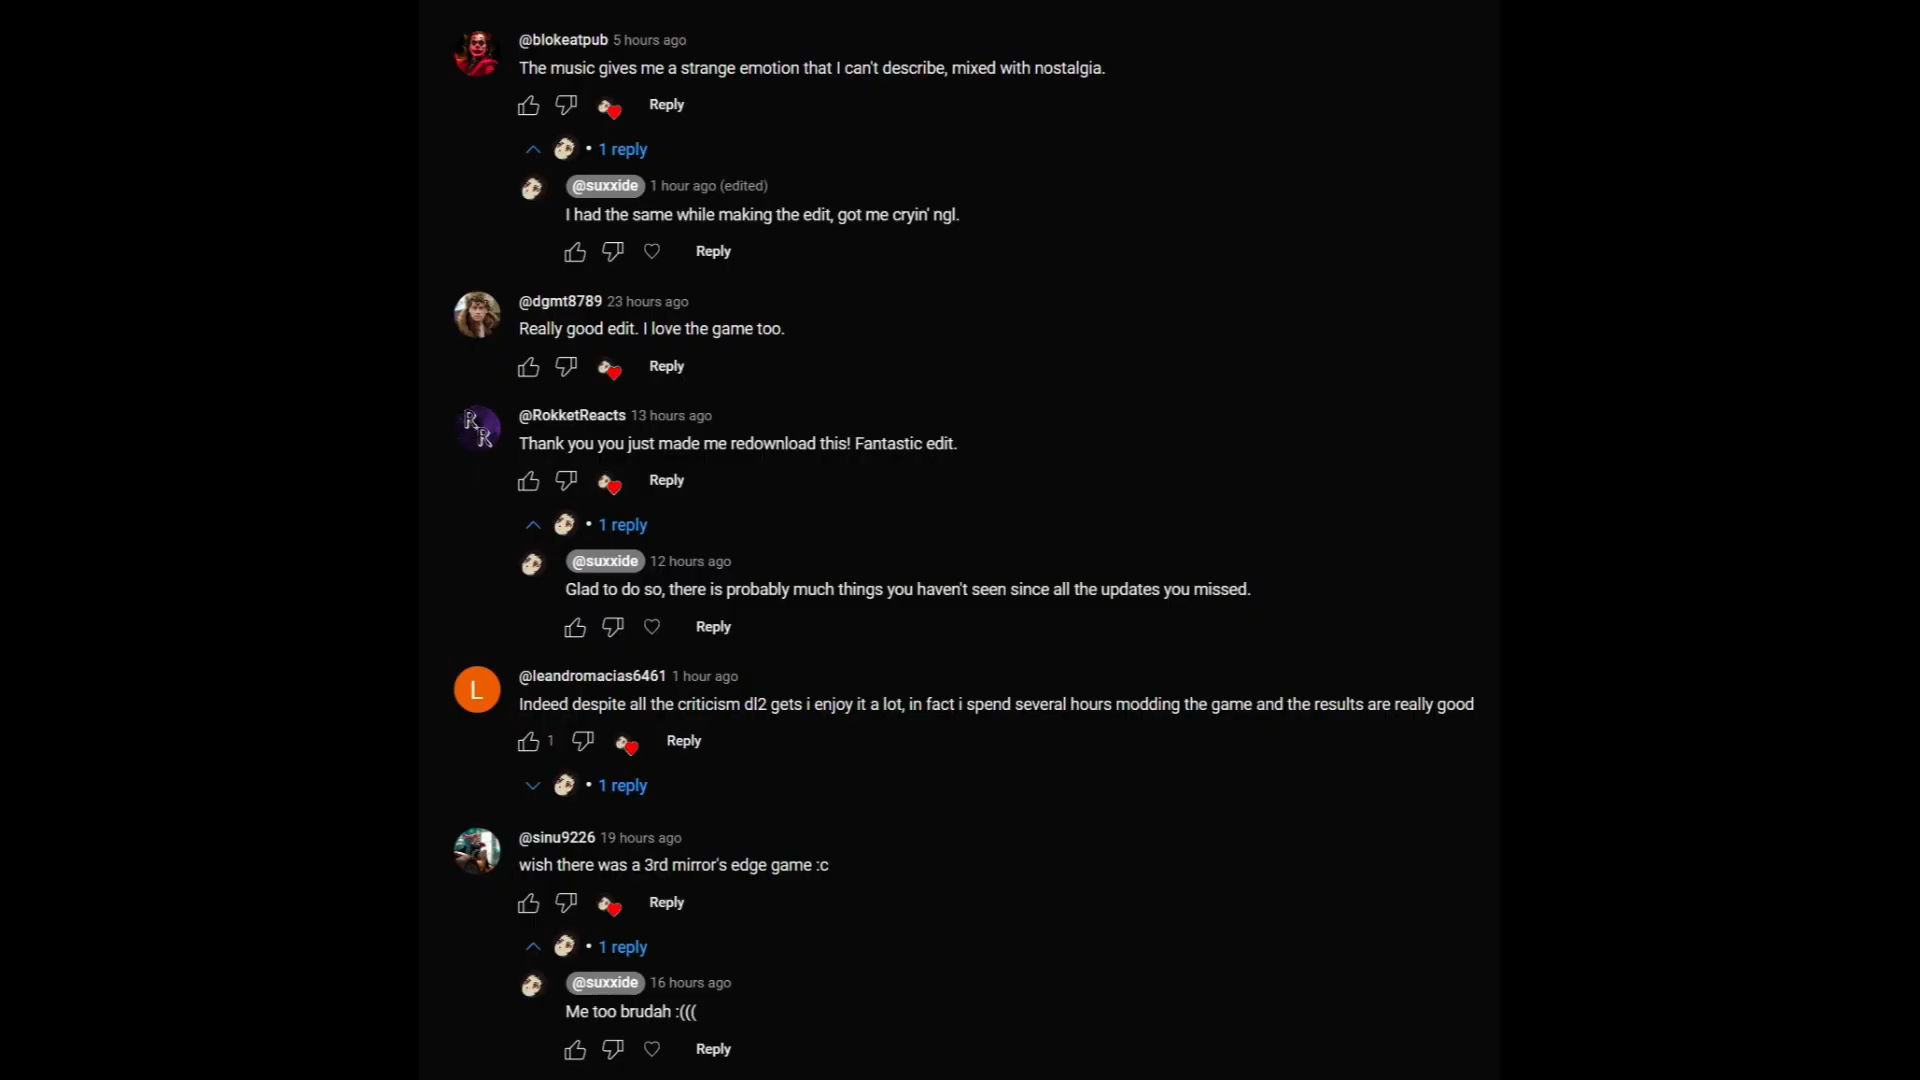 @blokeatpub 5 hours ago
The music gives me a strange emotion that I can't describe, mixed with nostalgia.
Reply
• 1 reply
@suxxide 1 hour ago (edited)
I had the same while making the edit, got me cryin' ngl.
Reply
@dgmt8789 23 hours ago
Really good edit. I love the game too.
Reply
R R
@RokketReacts 13 hours ago
Thank you you just made me redownload this! Fantastic edit.
Reply
• 1 reply
@suxxide 12 hours ago
Glad to do so, there is probably much things you haven't seen since all the updates you missed.
Reply
L
@leandromacias6461 1 hour ago
Indeed despite all the criticism dl2 gets i enjoy it a lot, in fact i spend several hours modding the game and the results are really good
1 Reply
• 1 reply
@sinu9226 19 hours ago
wish there was a 3rd mirror's edge game :c
Reply
• 1 reply
@suxxide 16 hours ago
Me too brudah :(((
Reply